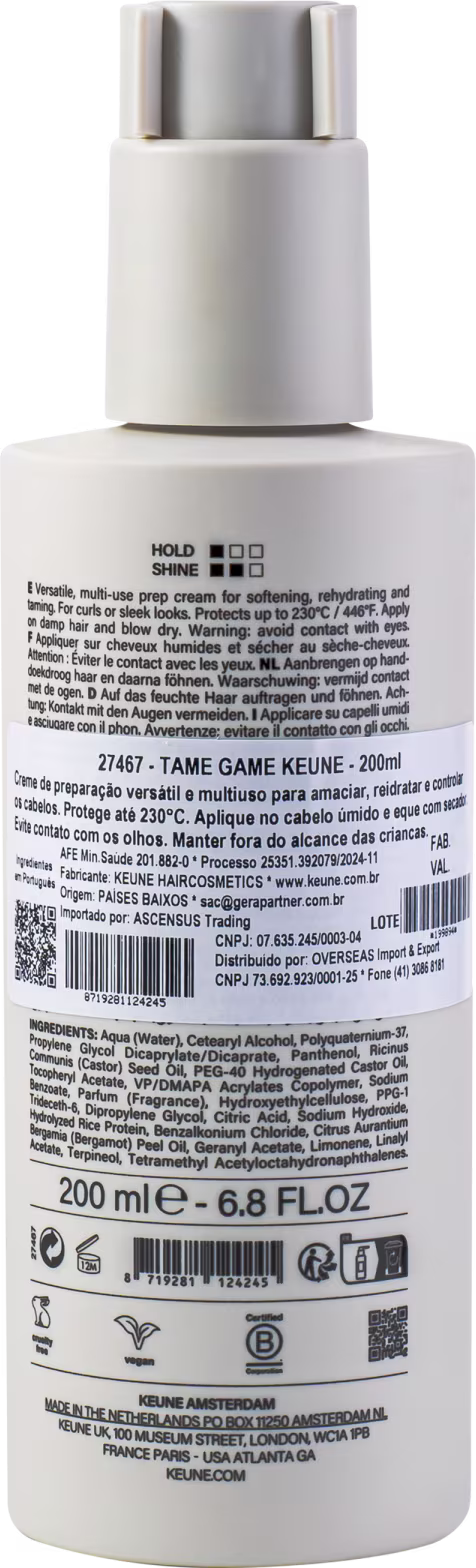 HOLD
SHINE
E Versatile, multi-use prep cream for softening, rehydrating and
taming. For curls or sleek looks. Protects up to 230°C / 446°F. Apply
on damp hair and blow dry. Warning: avoid contact with eyes.
F Appliquer sur cheveux humides et sécher au sèche-cheveux.
Attention : Éviter le contact avec les yeux. NL Aanbrengen op hand-
doekdroog haar en daarna föhnen. Waarschuwing: vermijd contact
met de ogen. D Auf das feuchte Haar auftragen und föhnen. Ach-
tung: Kontakt mit den Augen vermeiden. I Applicare su capelli umidi
e asciugare con il phon. Avvertenze: evitare il contatto con gli occhi.
27467 - TAME GAME KEUNE - 200ml
Creme de preparação versátil e multiuso para amaciar, reidratar e controlar
os cabelos. Protege até 230°C. Aplique no cabelo úmido e eque com secador.
Evite contato com os olhos. Manter fora do alcance das crianças.
FAB.
VAL.
Ingredientes
em Português
AFE Min.Saúde 201.882-0 * Processo 25351.392079/2024-11
Fabricante: KEUNE HAIRCOSMETICS * www.keune.com.br
Origem: PAÍSES BAIXOS * sac@gerapartner.com.br
Importado por: ASCENSUS Trading
LOTE
*199894*
CNPJ: 07.635.245/0003-04
Distribuido por: OVERSEAS Import & Export
CNPJ 73.692.923/0001-25 * Fone (41) 3086 8181
8719281124245
INGREDIENTS: Aqua (Water), Cetearyl Alcohol, Polyquaternium-37,
Propylene Glycol Dicaprylate/Dicaprate, Panthenol, Ricinus
Communis (Castor) Seed Oil, PEG-40 Hydrogenated Castor Oil,
Tocopheryl Acetate, VP/DMAPA Acrylates Copolymer, Sodium
Benzoate, Parfum (Fragrance), Hydroxyethylcellulose, PPG-1
Trideceth-6, Dipropylene Glycol, Citric Acid, Sodium Hydroxide,
Hydrolyzed Rice Protein, Benzalkonium Chloride, Citrus Aurantium
Bergamia (Bergamot) Peel Oil, Geranyl Acetate, Limonene, Linalyl
Acetate, Terpineol, Tetramethyl Acetyloctahydronaphthalenes.
200 ml e - 6.8 FL.OZ
27467
12M
8 719281 124245
cruelty
free
vegan
Certified
B
Corporation
KEUNE AMSTERDAM
MADE IN THE NETHERLANDS PO BOX 11250 AMSTERDAM NL
KEUNE UK, 100 MUSEUM STREET, LONDON, WC1A 1PB
FRANCE PARIS - USA ATLANTA GA
KEUNE.COM